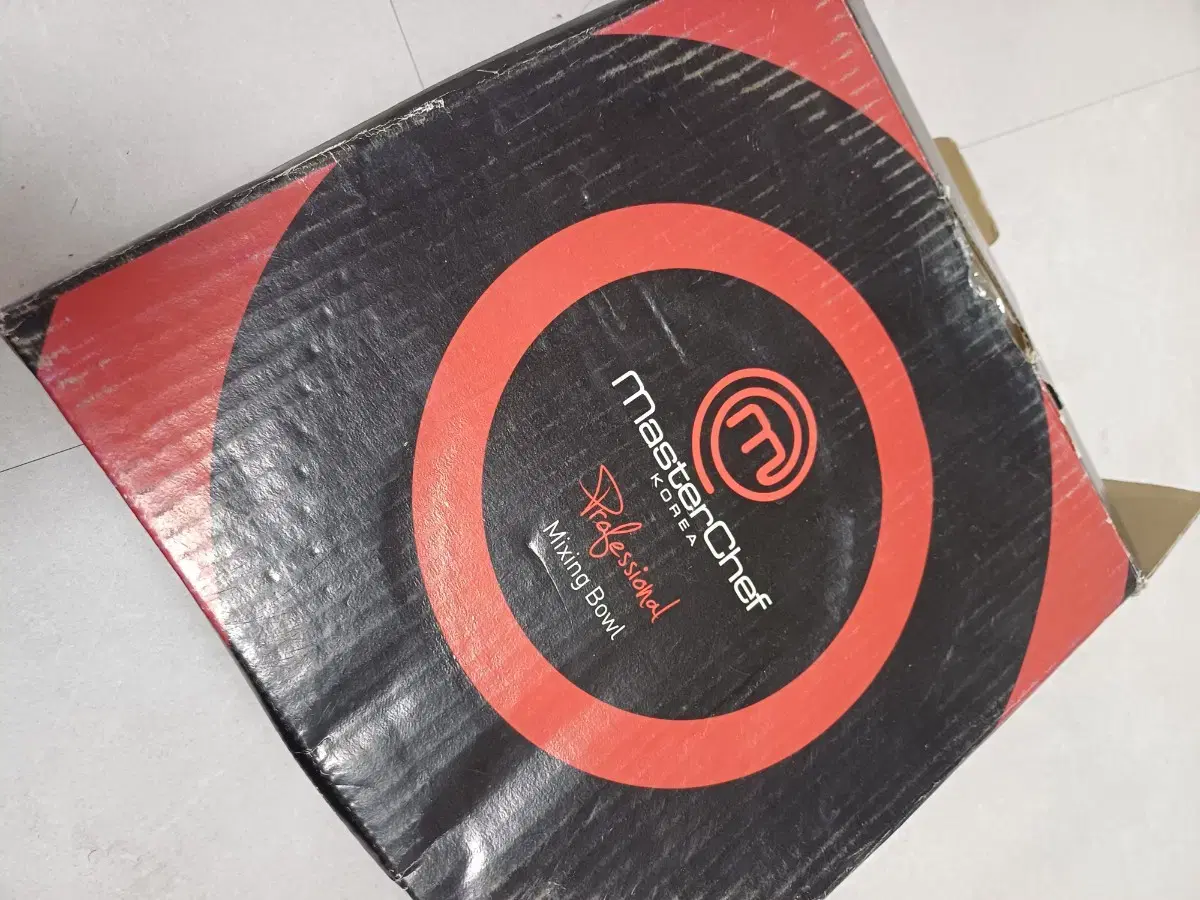 m
MasterChef
KOREA
Professional
Mixing Bowl